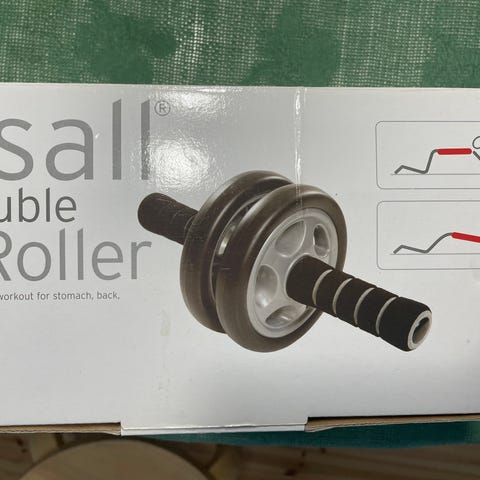 sall®
uble
Roller
workout for stomach, back,